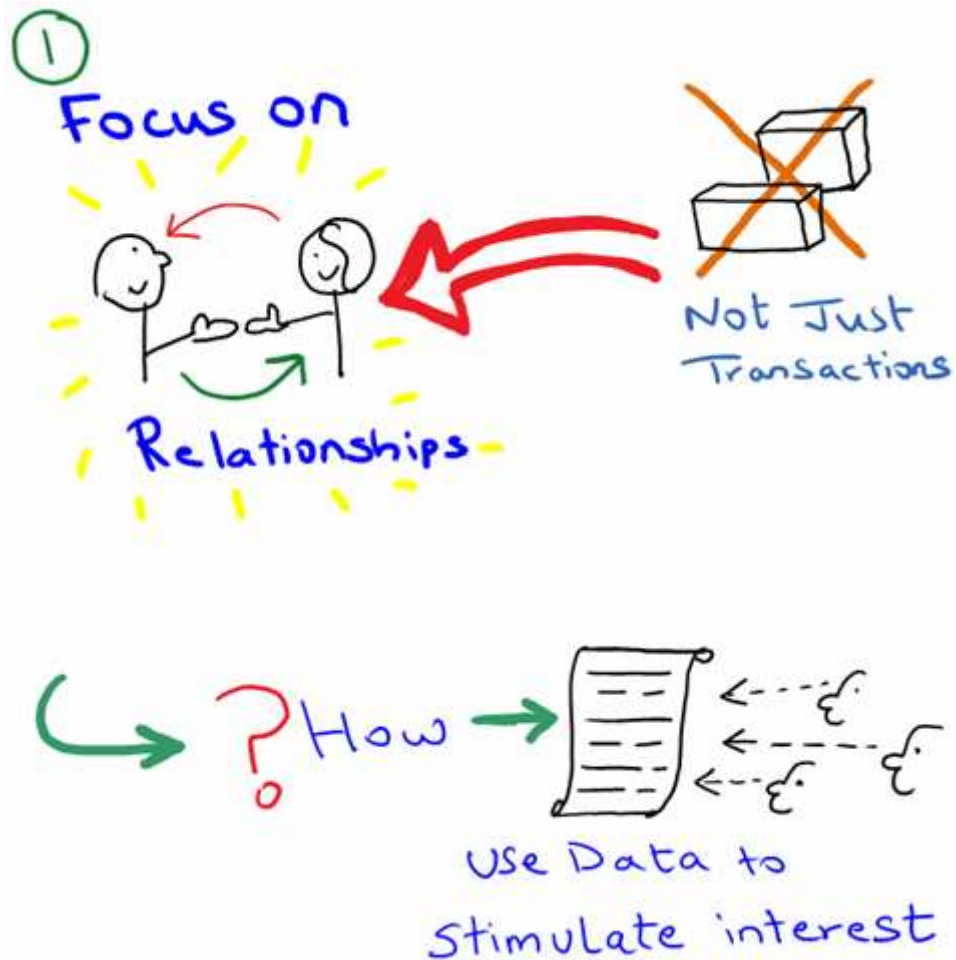 1
Focus on
Relationships
Not Just
Transactions
? How
Use Data to
Stimulate interest